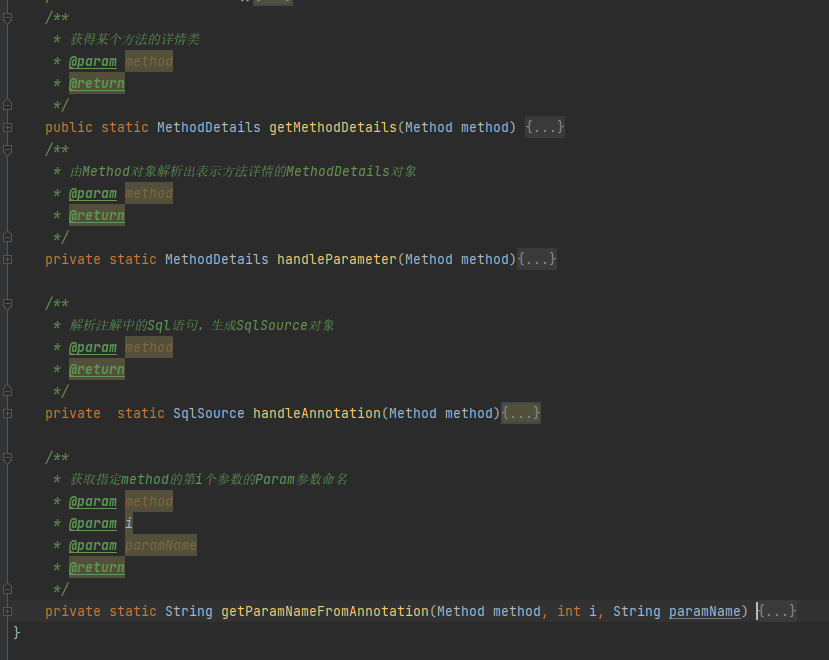 /**
* 获得某个方法的详情类
* @param method
* @return
*/
public static MethodDetails getMethodDetails(Method method) {...}
/**
* 由Method对象解析出表示方法详情的MethodDetails对象
* @param method
* @return
*/
private static MethodDetails handleParameter(Method method){...}
/**
* 解析注解中的Sql语句，生成SqlSource对象
* @param method
* @return
*/
private  static SqlSource handleAnnotation(Method method){...}
/**
* 获取指定method的第i个参数的Param参数命名
* @param method
* @param i
* @param paramName
* @return
*/
private static String getParamNameFromAnnotation(Method method, int i, String paramName) {...}
}